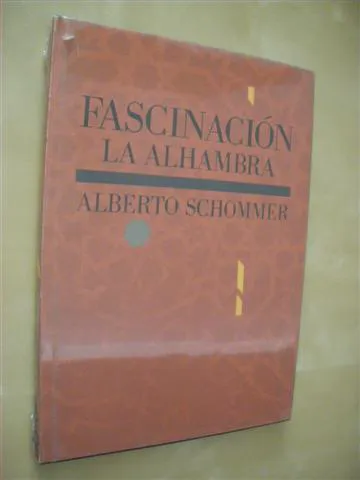 FASCINACIÓN
LA ALHAMBRA
ALBERTO SCHOMMER